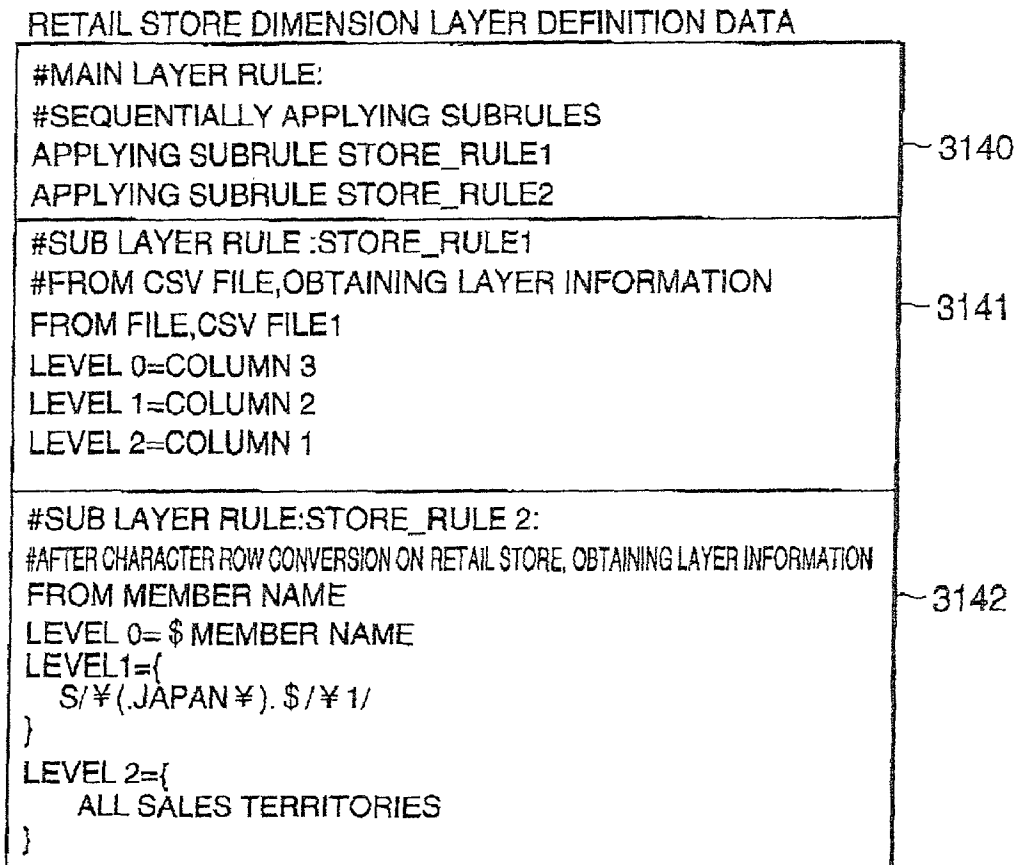 RETAIL STORE DIMENSION LAYER DEFINITION DATA
#MAIN LAYER RULE:
#SEQUENTIALLY APPLYING SUBRULES
APPLYING SUBRULE STORE_RULE1
APPLYING SUBRULE STORE_RULE2
3140
#SUB LAYER RULE :STORE_RULE1
#FROM CSV FILE,OBTAINING LAYER INFORMATION
FROM FILE,CSV FILE1
LEVEL 0=COLUMN 3
LEVEL 1=COLUMN 2
LEVEL 2=COLUMN 1
3141
#SUB LAYER RULE:STORE_RULE 2:
#AFTER CHARACTER ROW CONVERSION ON RETAIL STORE, OBTAINING LAYER INFORMATION
FROM MEMBER NAME
LEVEL 0= $ MEMBER NAME
LEVEL1={
S/¥(.JAPAN¥). $/¥1/
}
LEVEL 2={
ALL SALES TERRITORIES
}
3142